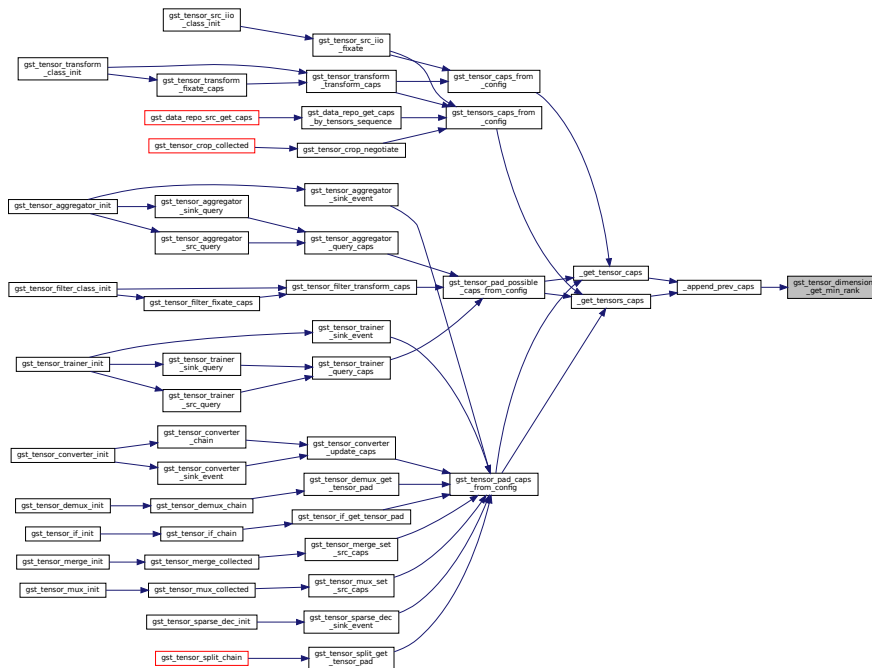 gst_tensor_src_iio
_class_init
gst_tensor_src_iio
_fixate
gst_tensor_transform
_class_init
gst_tensor_transform
_fixate_caps
gst_tensor_transform
_transform_caps
gst_tensor_caps_from
_config
gst_data_repo_src_get_caps
gst_data_repo_get_caps
_by_tensors_sequence
gst_tensors_caps_from
_config
gst_tensor_crop_collected
gst_tensor_crop_negotiate
gst_tensor_aggregator
_sink_event
gst_tensor_aggregator_init
gst_tensor_aggregator
_sink_query
gst_tensor_aggregator
_src_query
gst_tensor_aggregator
_query_caps
_get_tensor_caps
gst_tensor_filter_class_init
gst_tensor_filter_fixate_caps
gst_tensor_filter_transform_caps
gst_tensor_pad_possible
_caps_from_config
_get_tensors_caps
_append_prev_caps
gst_tensor_dimension
_get_min_rank
gst_tensor_trainer
_sink_event
gst_tensor_trainer_init
gst_tensor_trainer
_sink_query
gst_tensor_trainer
_query_caps
gst_tensor_trainer
_src_query
gst_tensor_converter
_chain
gst_tensor_converter
_update_caps
gst_tensor_converter_init
gst_tensor_converter
_sink_event
gst_tensor_demux_get
_tensor_pad
gst_tensor_pad_caps
_from_config
gst_tensor_demux_init
gst_tensor_demux_chain
gst_tensor_if_get_tensor_pad
gst_tensor_if_init
gst_tensor_if_chain
gst_tensor_merge_set
_src_caps
gst_tensor_merge_init
gst_tensor_merge_collected
gst_tensor_mux_set
_src_caps
gst_tensor_mux_init
gst_tensor_mux_collected
gst_tensor_sparse_dec_init
gst_tensor_sparse_dec
_sink_event
gst_tensor_split_chain
gst_tensor_split_get
_tensor_pad